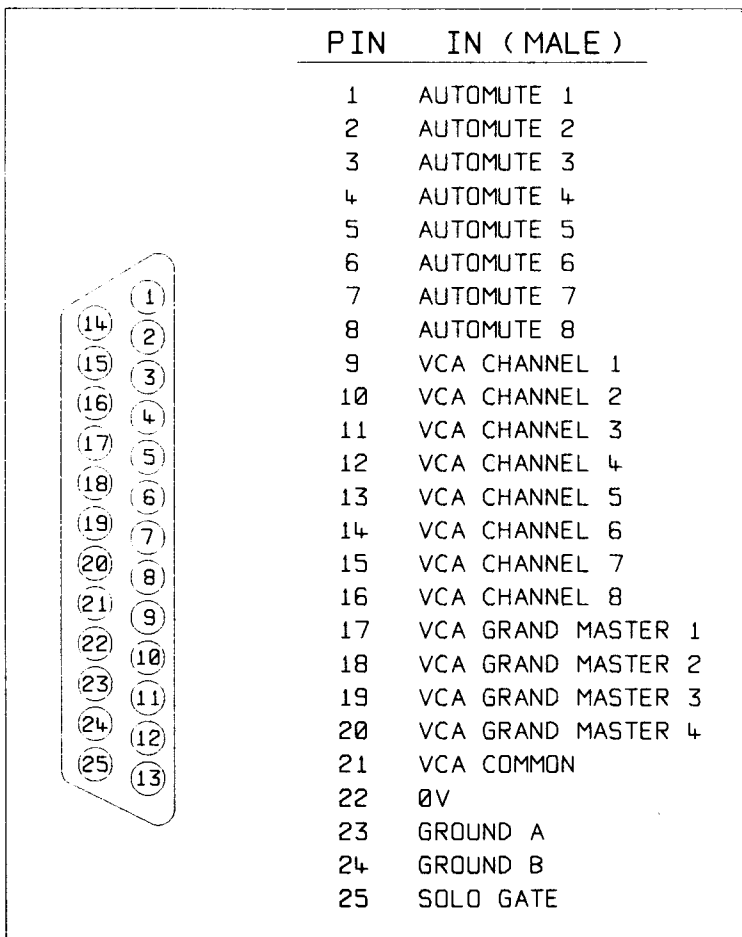 PIN IN (MALE)
1 AUTOMUTE 1
2 AUTOMUTE 2
3 AUTOMUTE 3
4 AUTOMUTE 4
5 AUTOMUTE 5
6 AUTOMUTE 6
7 AUTOMUTE 7
8 AUTOMUTE 8
9 VCA CHANNEL 1
10 VCA CHANNEL 2
11 VCA CHANNEL 3
12 VCA CHANNEL 4
13 VCA CHANNEL 5
14 VCA CHANNEL 6
15 VCA CHANNEL 7
16 VCA CHANNEL 8
17 VCA GRAND MASTER 1
18 VCA GRAND MASTER 2
19 VCA GRAND MASTER 3
20 VCA GRAND MASTER 4
21 VCA COMMON
22 0V
23 GROUND A
24 GROUND B
25 SOLO GATE
1
14
2
15
3
16
4
17
5
18
6
19
7
20
8
21
9
22
10
23
11
24
12
25
13